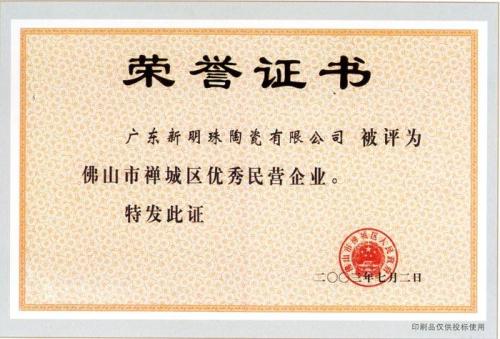 荣誉证书
广东新明珠陶瓷有限公司 被评为
佛山市禅城区优秀民营企业。
特发此证
佛山市禅城区人民政府
二〇〇三年七月二日
印刷品仅供投标使用